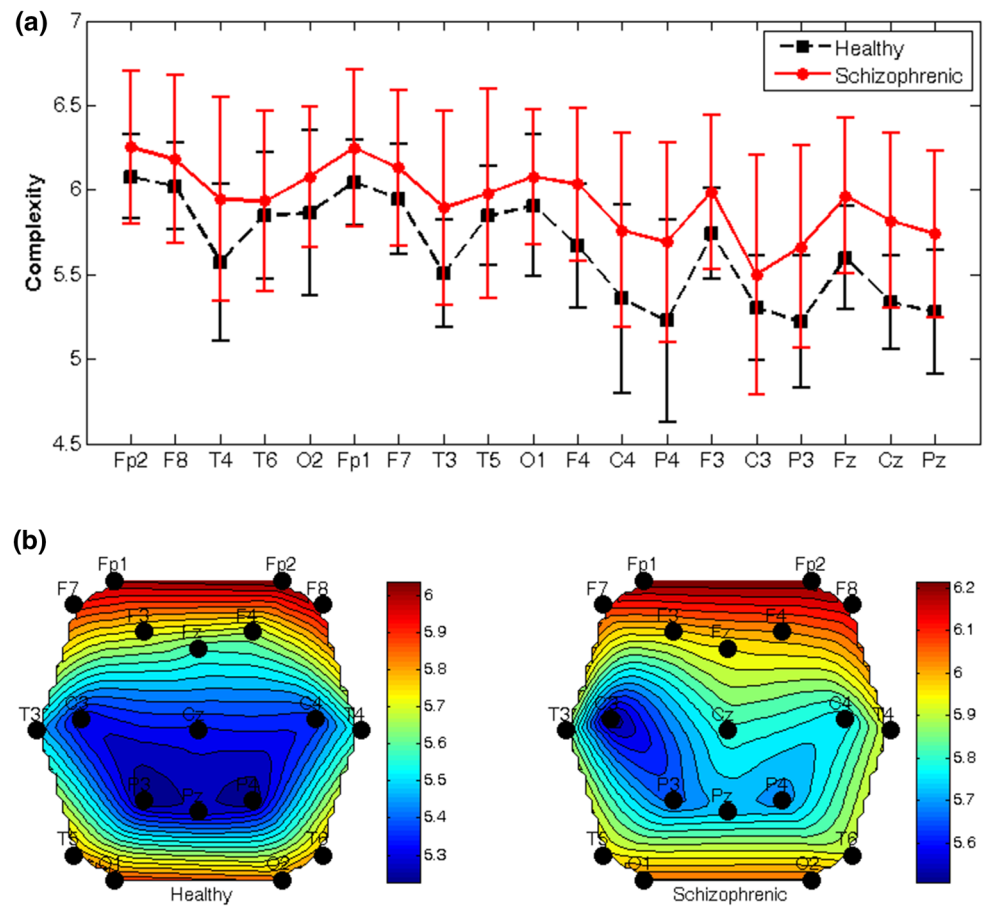 (a)
7
6.5
6
5.5
5
4.5
Complexity
Healthy
Schizophrenic
Fp2 F8 T4 T6 O2 Fp1 F7 T3 T5 O1 F4 C4 P4 F3 C3 P3 Fz Cz Pz
(b)
Fp1 Fp2
F7 F8
F3 F4
Fz
C3 C4
T3 Cz T4
P3 P4
Pz
T5 T6
O1 O2
Healthy
6
5.9
5.8
5.7
5.6
5.5
5.4
5.3
Fp1 Fp2
F7 F8
F3 F4
Fz
C3 C4
T3 Cz T4
P3 P4
Pz
T5 T6
O1 O2
Schizophrenic
6.2
6.1
6
5.9
5.8
5.7
5.6